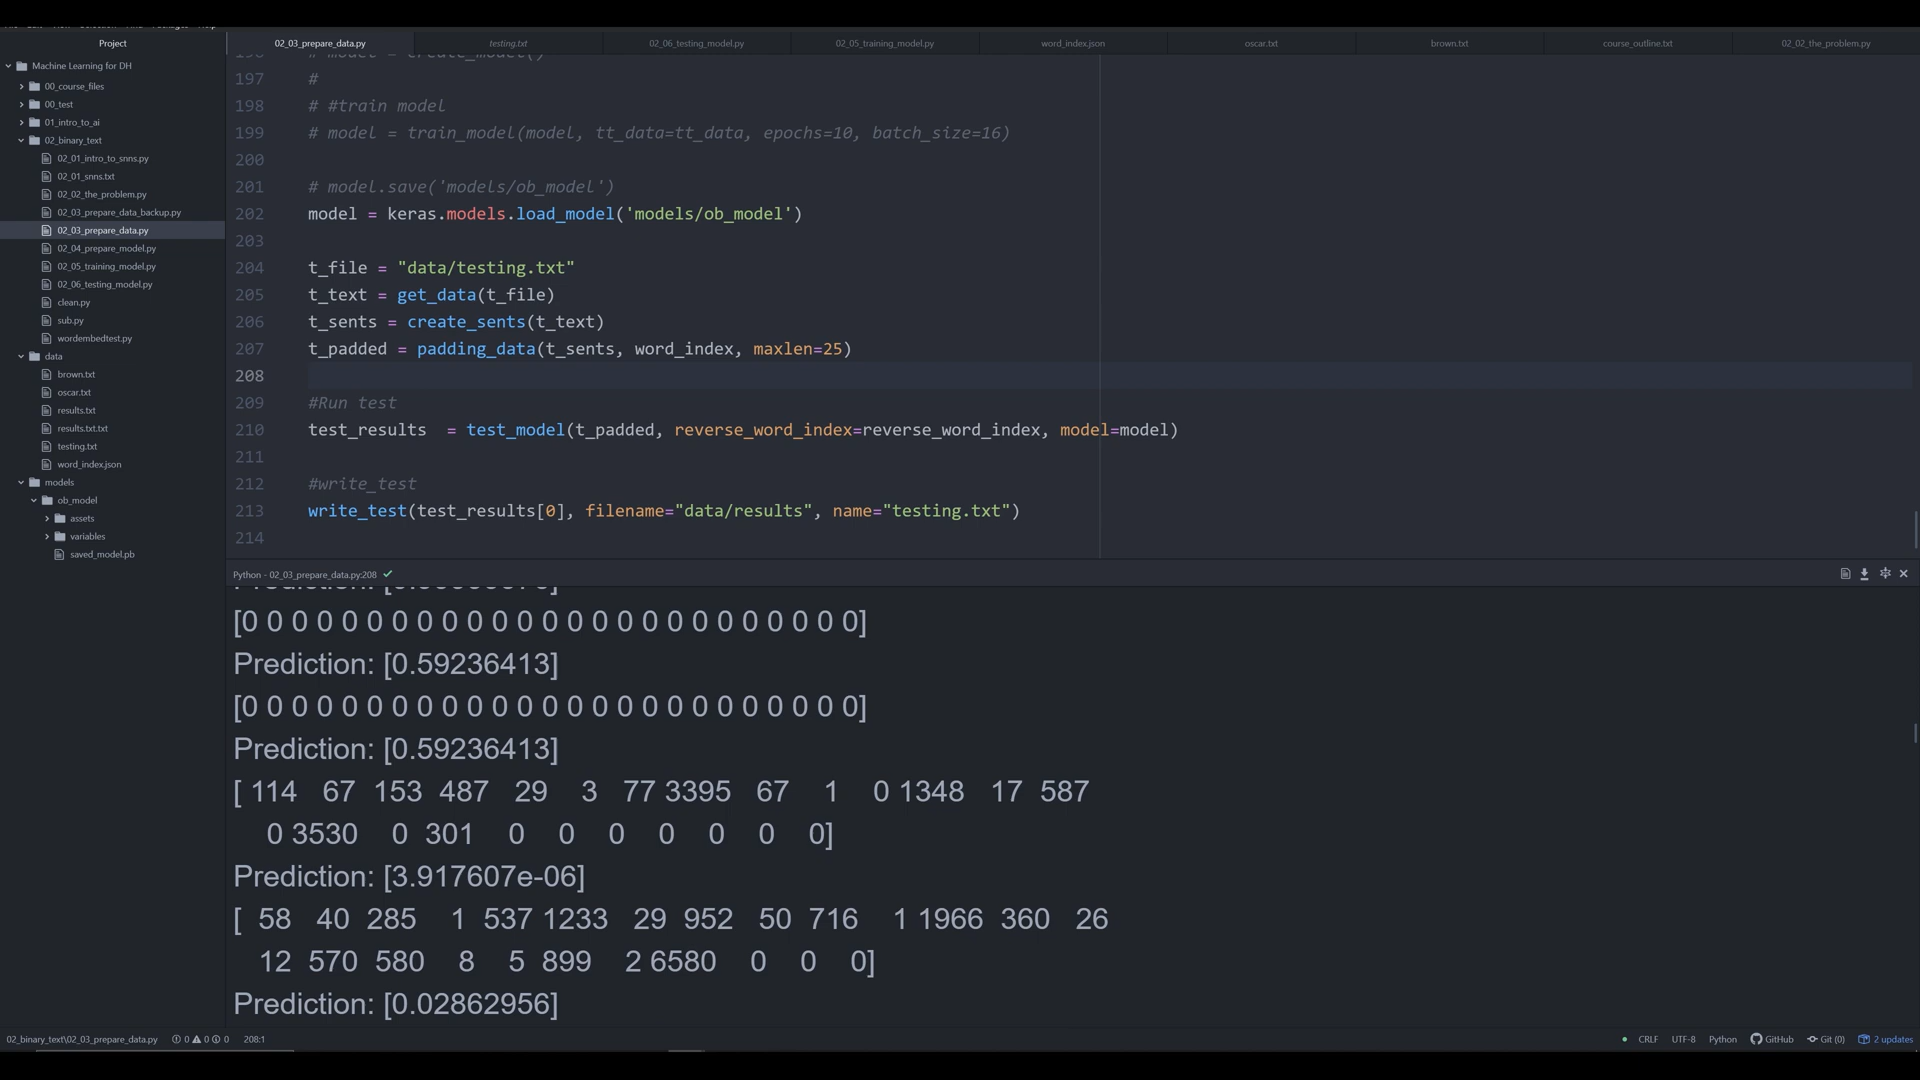 Project
02_03_prepare_data.py
testing.txt
02_06_testing_model.py
02_05_training_model.py
word_index.json
oscar.txt
brown.txt
course_outline.txt
02_02_the_problem.py
Machine Learning for DH
00_course_files
00_test
01_intro_to_ai
02_binary_text
02_01_intro_to_snns.py
02_01_snns.txt
02_02_the_problem.py
02_03_prepare_data_backup.py
02_03_prepare_data.py
02_04_prepare_model.py
02_05_training_model.py
02_06_testing_model.py
clean.py
sub.py
wordembedtest.py
data
brown.txt
oscar.txt
results.txt
results.txt.txt
testing.txt
word_index.json
models
ob_model
assets
variables
saved_model.pb
196 # model = create_model()
197 #
198 # #train model
199 # model = train_model(model, tt_data=tt_data, epochs=10, batch_size=16)
200
201 # model.save('models/ob_model')
202 model = keras.models.load_model('models/ob_model')
203
204 t_file = "data/testing.txt"
205 t_text = get_data(t_file)
206 t_sents = create_sents(t_text)
207 t_padded = padding_data(t_sents, word_index, maxlen=25)
208
209 #Run test
210 test_results  = test_model(t_padded, reverse_word_index=reverse_word_index, model=model)
211
212 #write_test
213 write_test(test_results[0], filename="data/results", name="testing.txt")
214
Python - 02_03_prepare_data.py:208
[0 0 0 0 0 0 0 0 0 0 0 0 0 0 0 0 0 0 0 0 0 0 0 0 0]
Prediction: [0.59236413]
[0 0 0 0 0 0 0 0 0 0 0 0 0 0 0 0 0 0 0 0 0 0 0 0 0]
Prediction: [0.59236413]
[ 114 67 153 487 29 3 77 3395 67 1 0 1348 17 587
0 3530 0 301 0 0 0 0 0 0 0]
Prediction: [3.917607e-06]
[ 58 40 285 1 537 1233 29 952 50 716 1 1966 360 26
12 570 580 8 5 899 2 6580 0 0 0]
Prediction: [0.02862956]
02_binary_text\02_03_prepare_data.py 0 0 0 208:1 CRLF UTF-8 Python GitHub Git (0) 2 updates